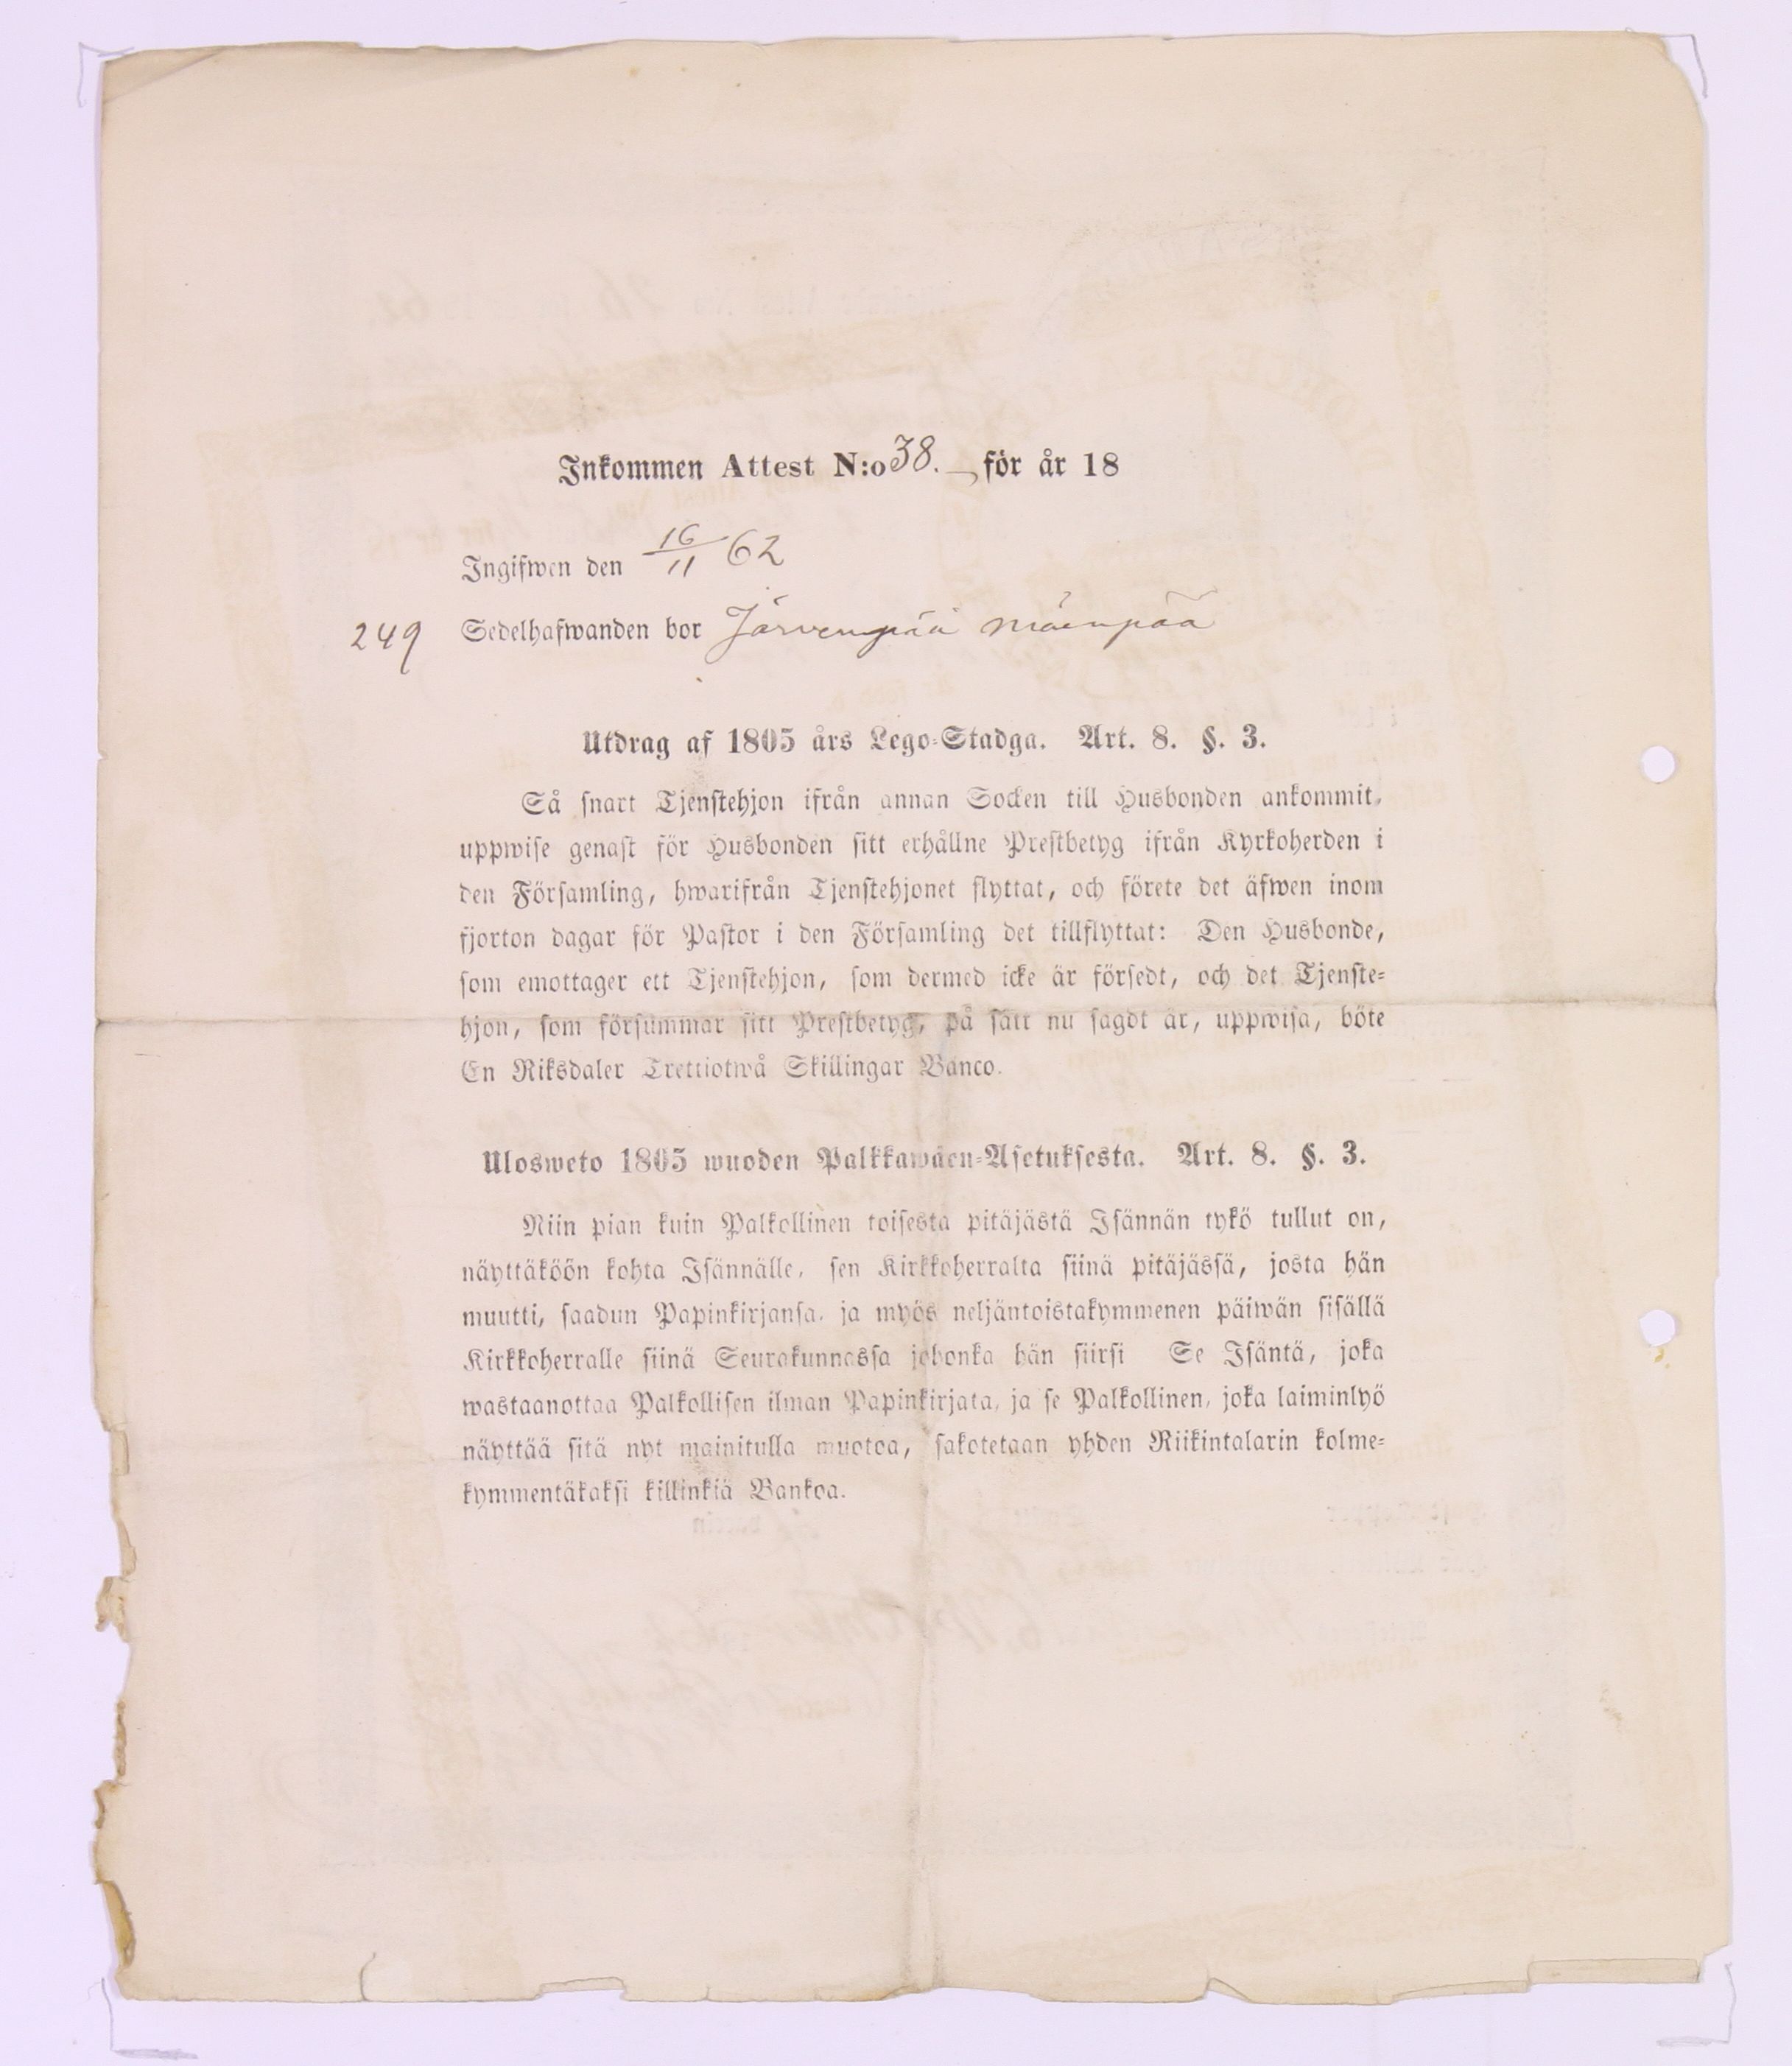 Inkommen Attest N:o 38. för år 18
Ingifwen den 16/11 62
249 Sedelhafwanden bor Järvenpää mäenpää
Utdrag af 1805 års Lego-Stadga. Art. 8. §. 3.
Så snart Tjenstehjon ifrån annan Socken till Husbonden ankommit,
uppwise genast för Husbonden sitt erhållne Prestbetyg ifrån Kyrkoherden i
den Församling, hwarifrån Tjenstehjonet flyttat, och förete det äfwen inom
fjorton dagar för Pastor i den Församling det tillflyttat: Den Husbonde,
som emottager ett Tjenstehjon, som dermed icke är försedt, och det Tjenste-
hjon, som försummar sitt Prestbetyg, på sätt nu sagdt är, uppwisa, böte
En Riksdaler Trettiotwå Skillingar Banco.
Ulosweto 1805 wuoden Palkkawäen-Asetuksesta. Art. 8. §. 3.
Niin pian kuin Palkollinen toisesta pitäjästä Isännän tykö tullut on,
näyttäköön kohta Isännälle, sen Kirkkoherralta siinä pitäjässä, josta hän
muutti, saadun Papinkirjansa, ja myös neljäntoistakymmenen päiwän sisällä
Kirkkoherralle siinä Seurakunnassa johonka hän siirsi Se Isäntä, joka
wastaanottaa Palkollisen ilman Papinkirjata, ja se Palkollinen, joka laiminlyö
näyttää sitä nyt mainitulla muotoa, sakotetaan yhden Riikintalarin kolme-
kymmentäkaksi killinkiä Bankoa.